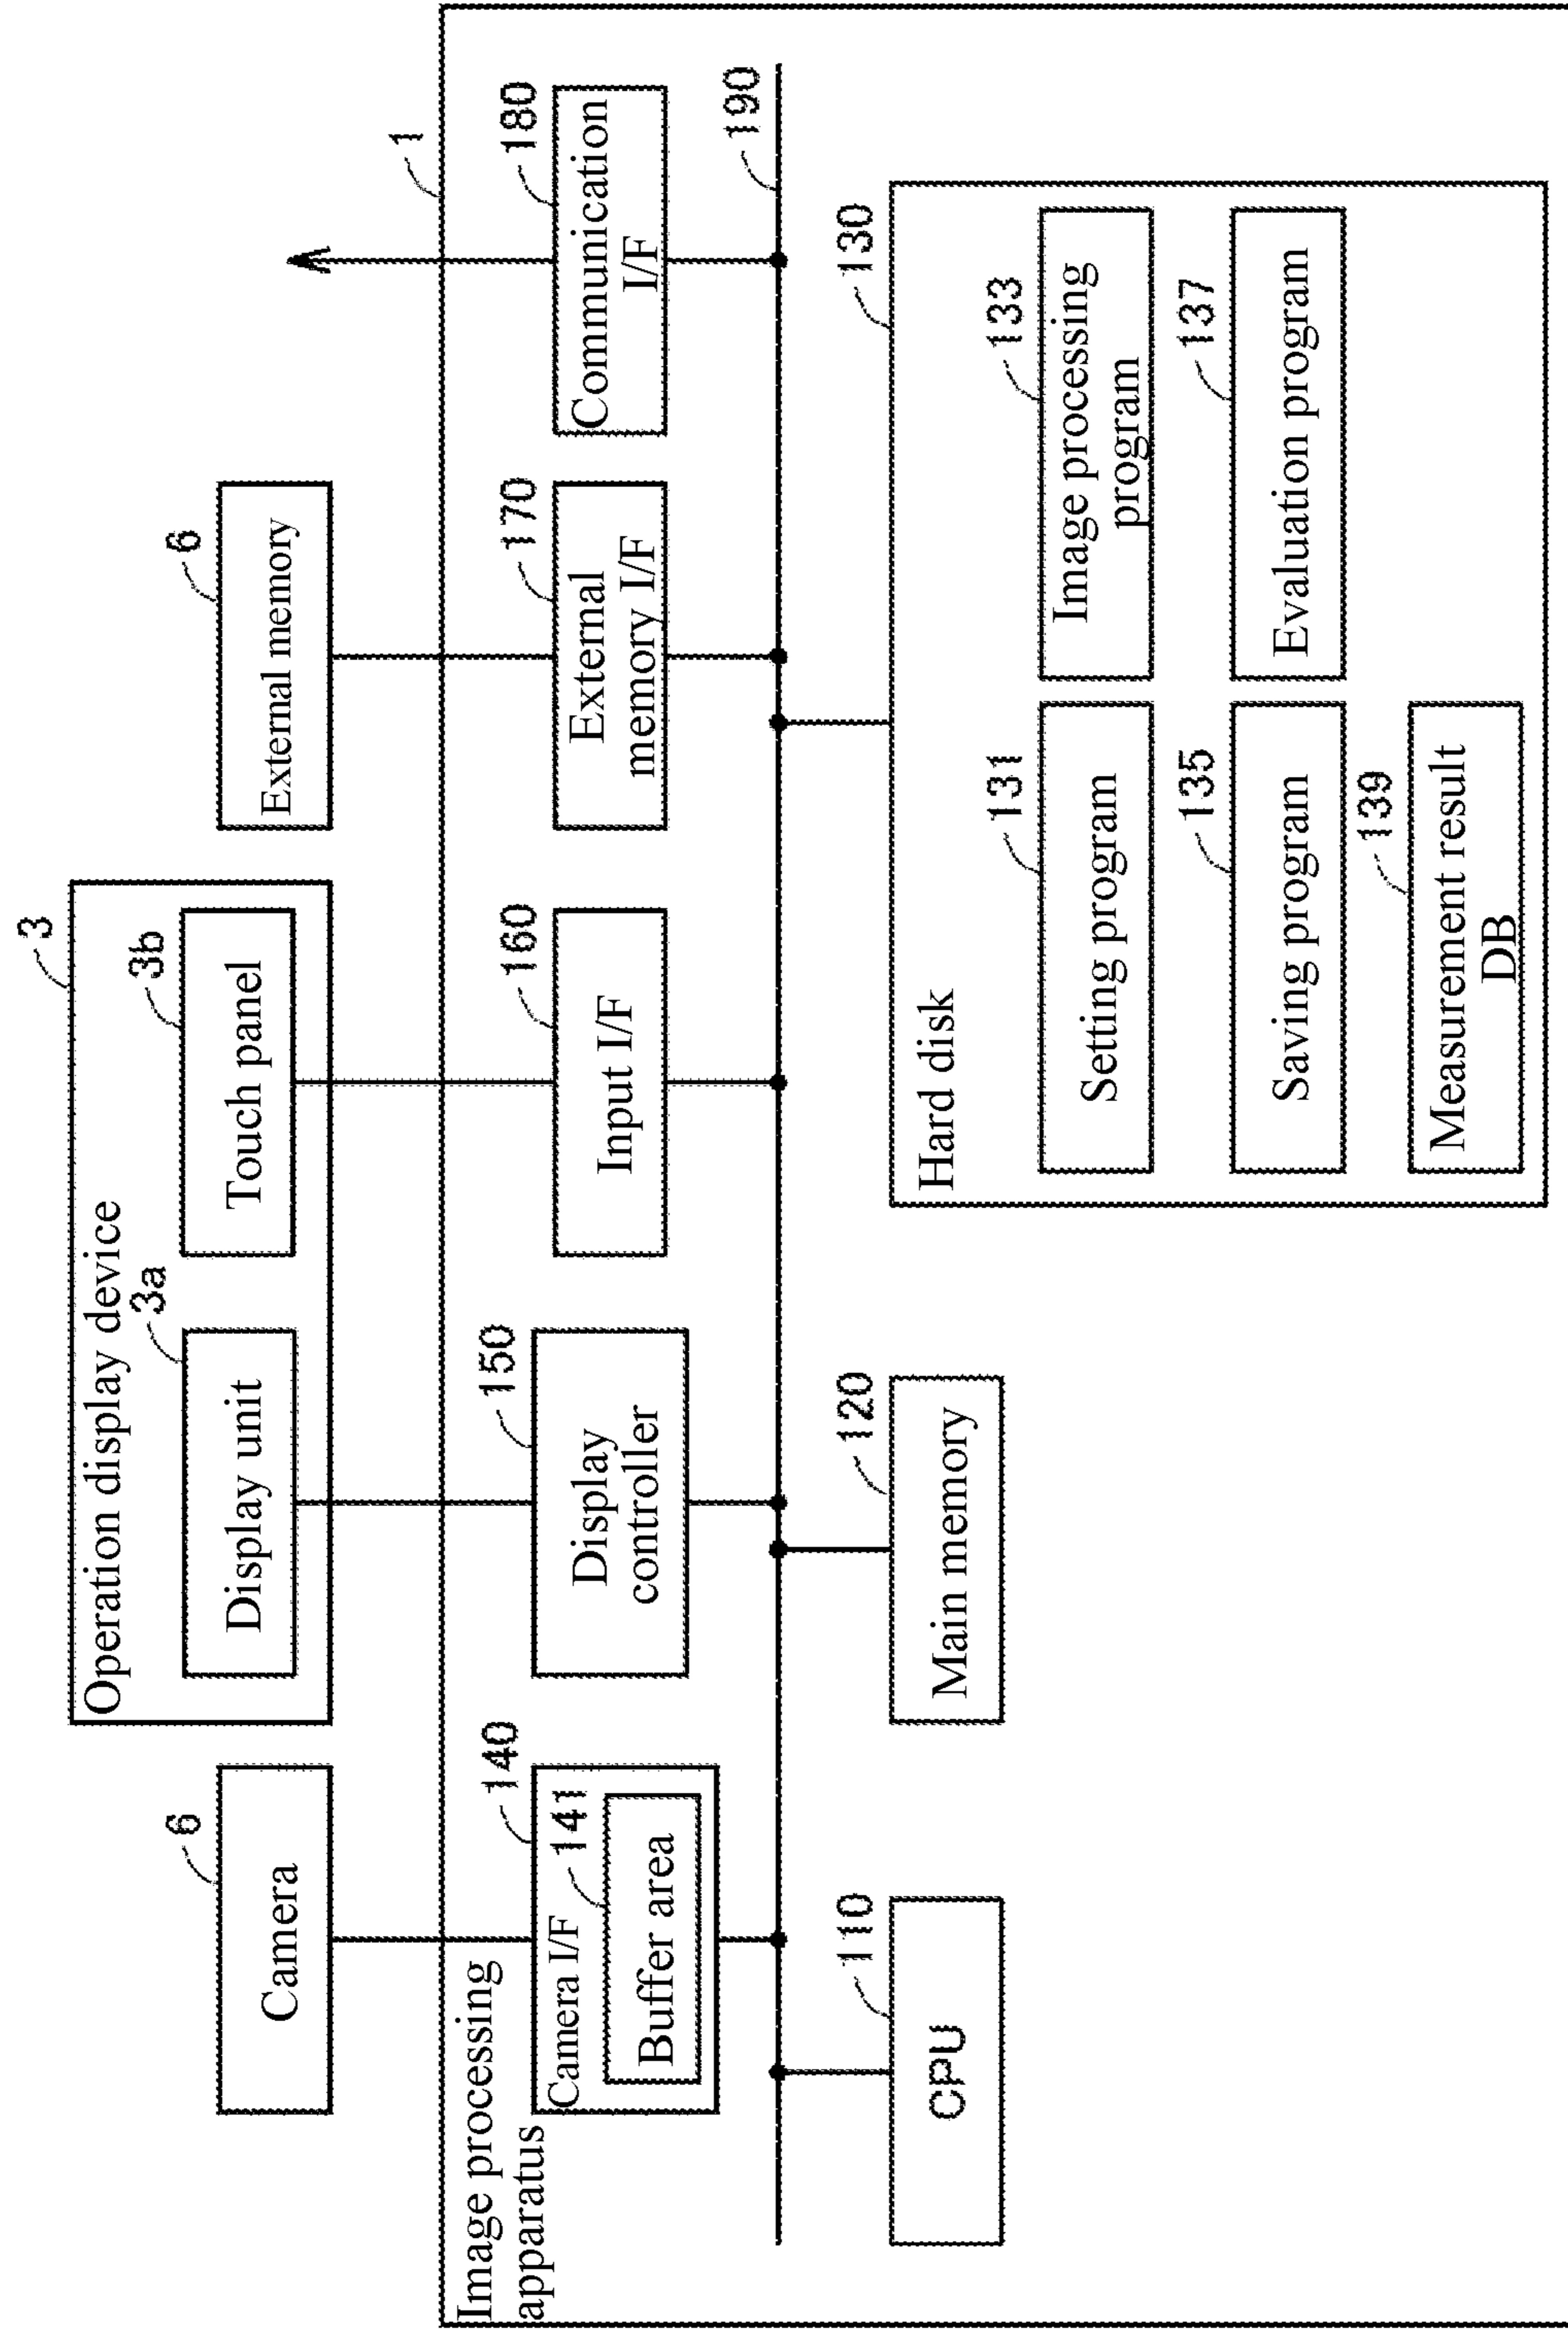 6
Camera
3
Operation display device
3a
Display unit
3b
Touch panel
6
External memory
1
Image processing
apparatus
140
Camera I/F
141
Buffer area
150
Display
controller
160
Input I/F
170
External
memory I/F
180
Communication
I/F
190
110
CPU
120
Main memory
130
Hard disk
131
Setting program
133
Image processing
program
135
Saving program
137
Evaluation program
139
Measurement result
DB